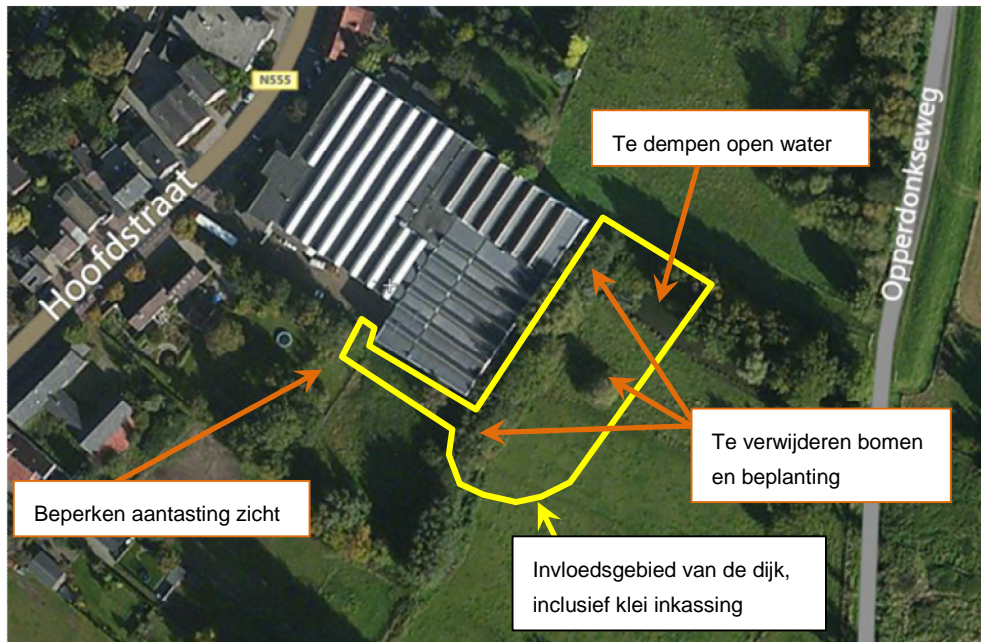 N555
Hoofdstraat
Opperdonkseweg
Te dempen open water
Te verwijderen bomen
en beplanting
Beperken aantasting zicht
Invloedsgebied van de dijk,
inclusief klei inkassing